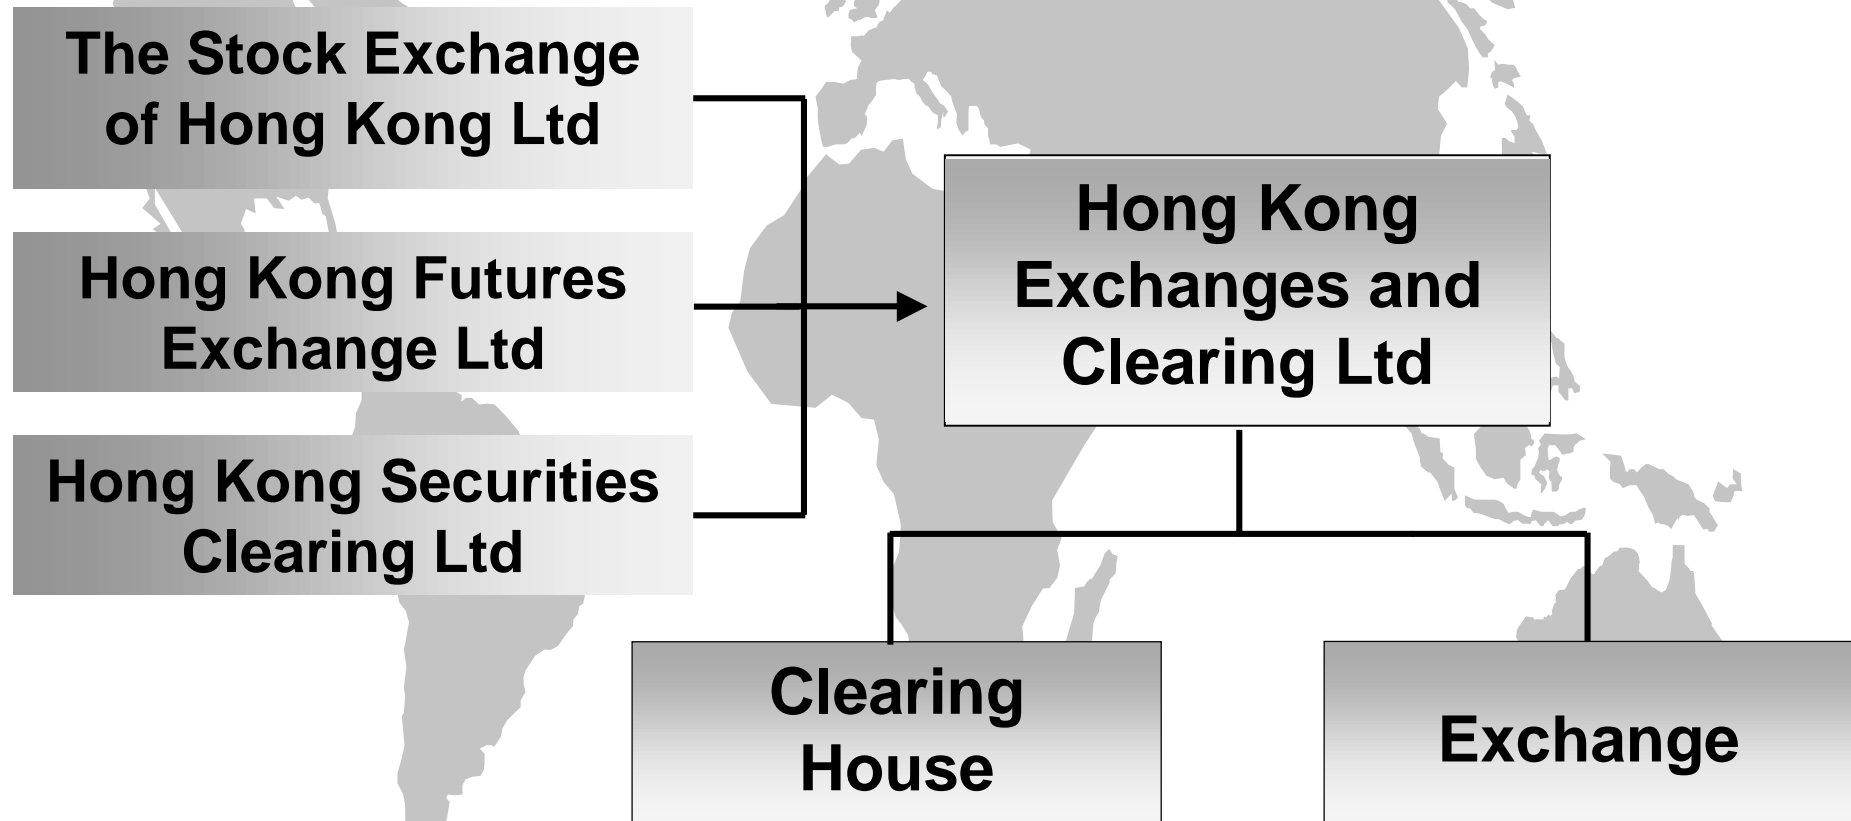 The Stock Exchange
of Hong Kong Ltd
Hong Kong Futures
Exchange Ltd
Hong Kong Securities
Clearing Ltd
Hong Kong
Exchanges and
Clearing Ltd
Clearing
House
Exchange